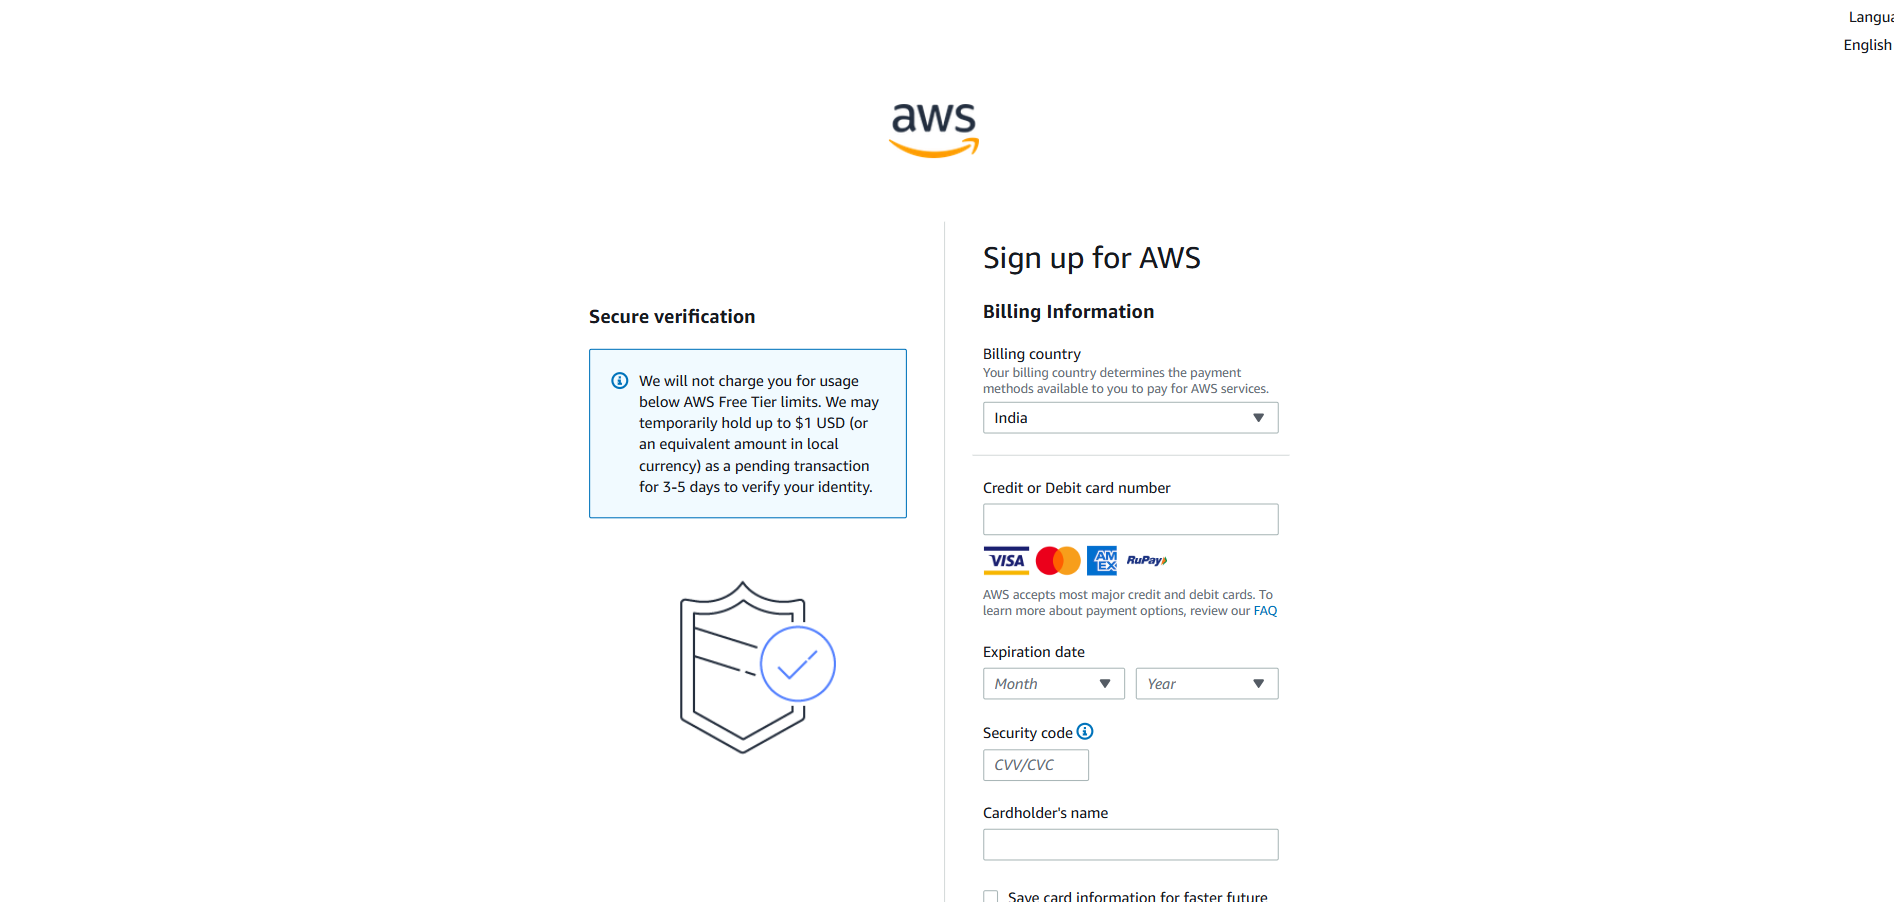 Langua
English
aws
Sign up for AWS
Secure verification
We will not charge you for usage
below AWS Free Tier limits. We may
temporarily hold up to $1 USD (or
an equivalent amount in local
currency) as a pending transaction
for 3-5 days to verify your identity.
Billing Information
Billing country
Your billing country determines the payment
methods available to you to pay for AWS services.
India
Credit or Debit card number
VISA AM EX RuPay
AWS accepts most major credit and debit cards. To
learn more about payment options, review our FAQ
Expiration date
Month Year
Security code
CVV/CVC
Cardholder's name
Save card information for faster future